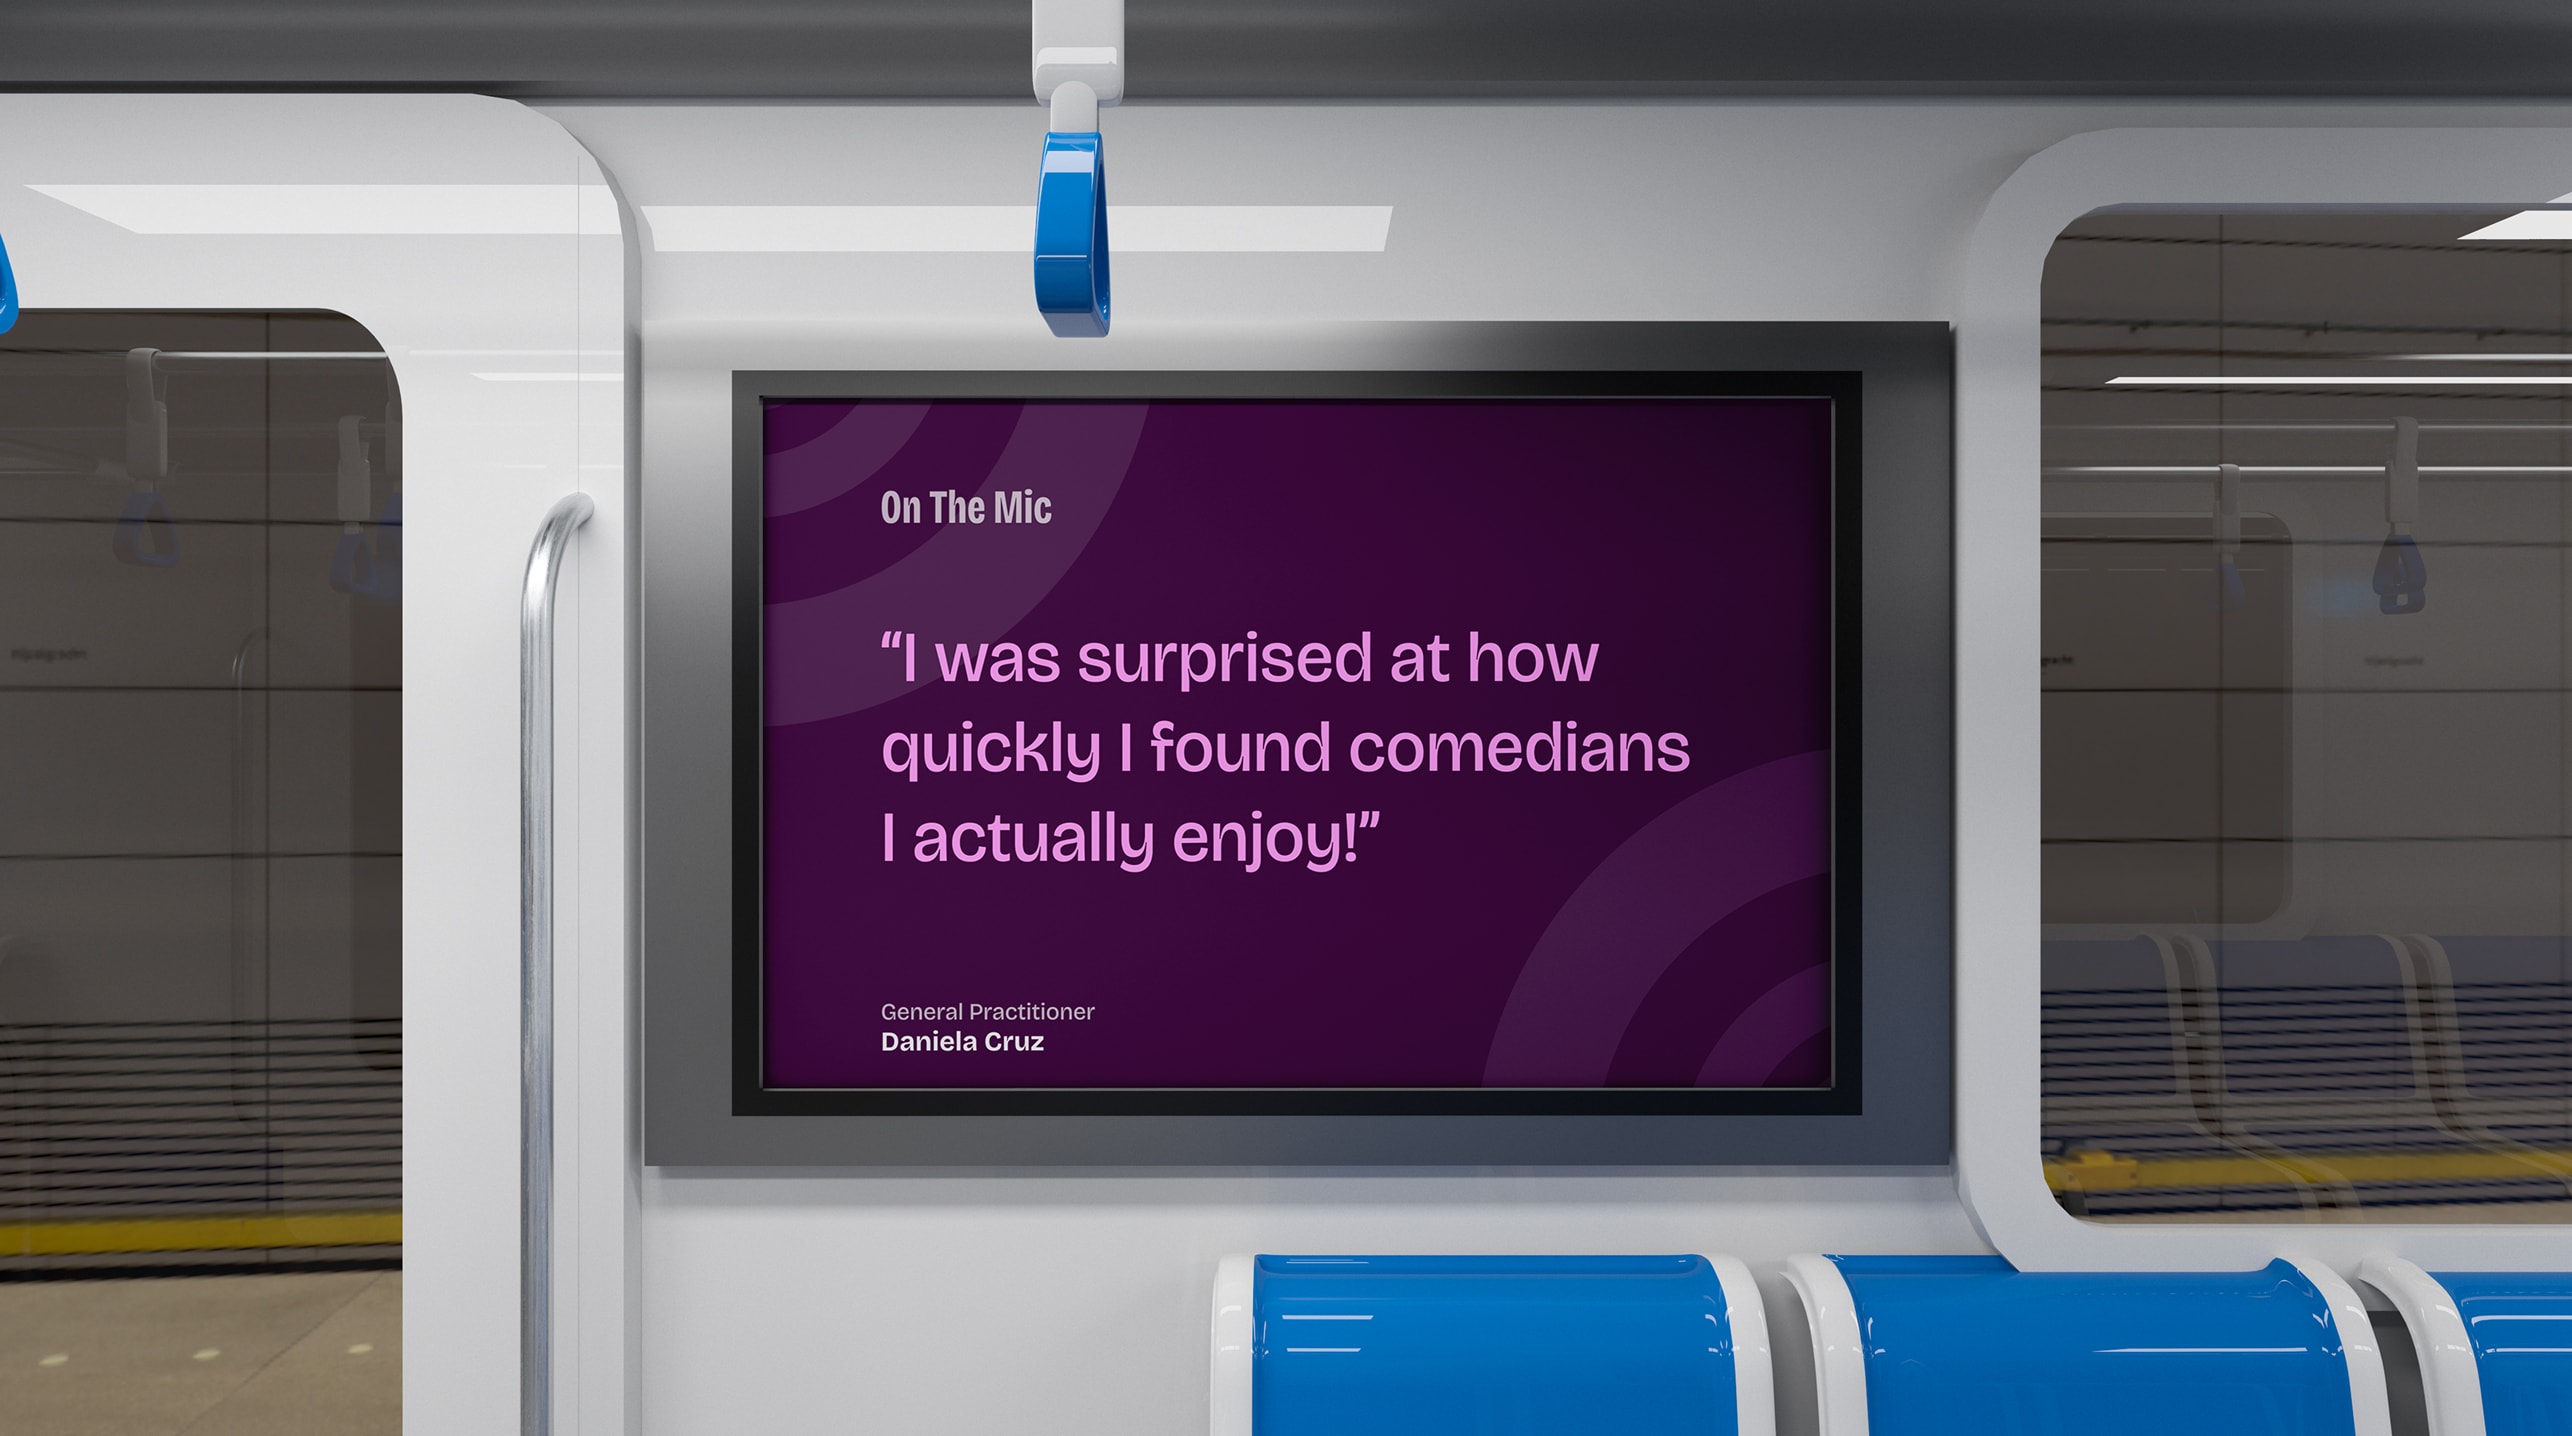 On The Mic
“I was surprised at how
quickly I found comedians
I actually enjoy!”
General Practitioner
Daniela Cruz